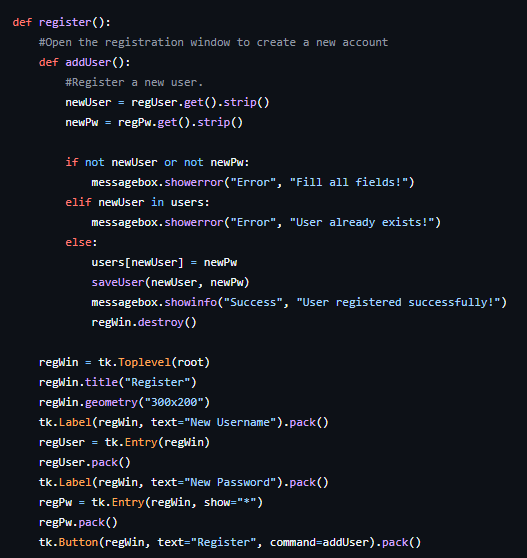 def register():
    #Open the registration window to create a new account
    def addUser():
        #Register a new user.
        newUser = regUser.get().strip()
        newPw = regPw.get().strip()

        if not newUser or not newPw:
            messagebox.showerror("Error", "Fill all fields!")
        elif newUser in users:
            messagebox.showerror("Error", "User already exists!")
        else:
            users[newUser] = newPw
            saveUser(newUser, newPw)
            messagebox.showinfo("Success", "User registered successfully!")
            regWin.destroy()

    regWin = tk.Toplevel(root)
    regWin.title("Register")
    regWin.geometry("300x200")
    tk.Label(regWin, text="New Username").pack()
    regUser = tk.Entry(regWin)
    regUser.pack()
    tk.Label(regWin, text="New Password").pack()
    regPw = tk.Entry(regWin, show="*")
    regPw.pack()
    tk.Button(regWin, text="Register", command=addUser).pack()